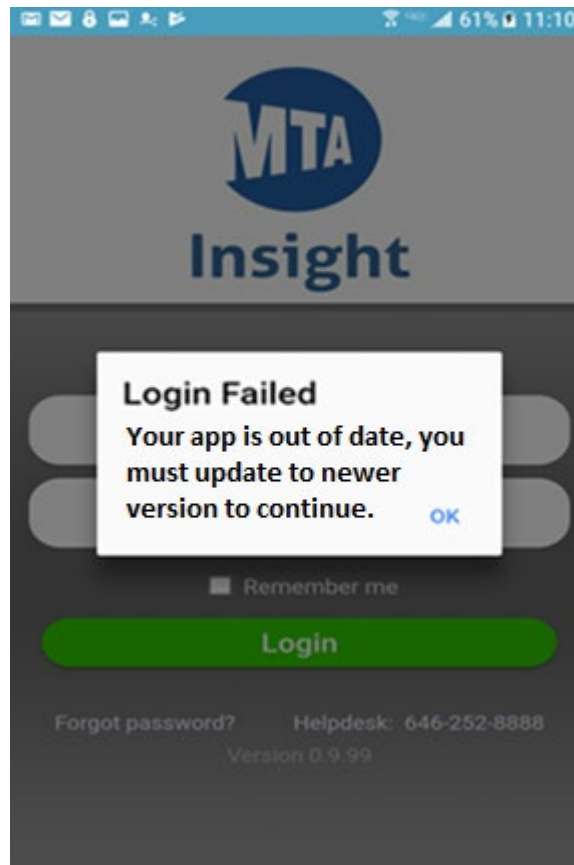 61% 11:10
MTA
Insight
Login Failed
Your app is out of date, you
must update to newer
version to continue.
OK
Remember me
Login
Forgot password? Helpdesk: 646-252-8888
Version 0.9.99